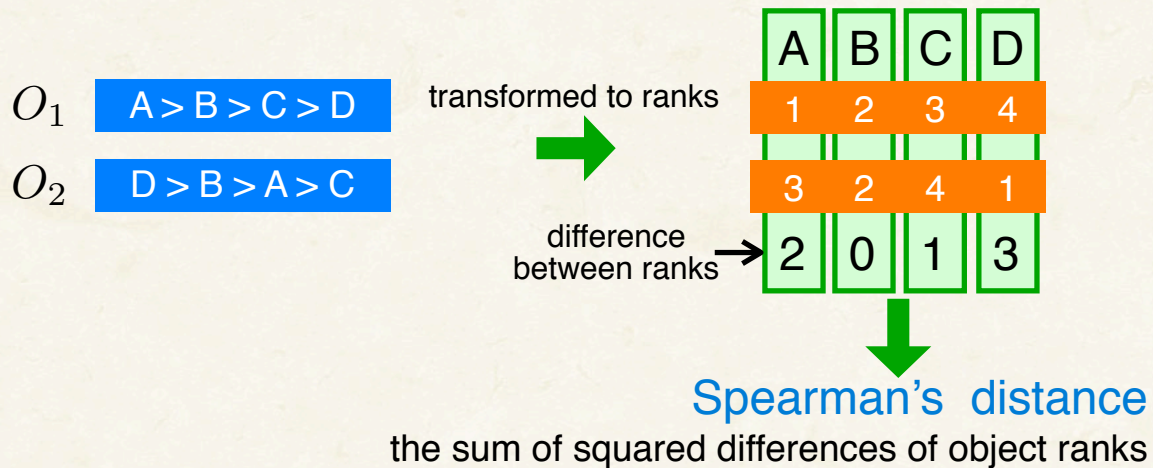 A B C D
O1 A > B > C > D transformed to ranks 1 2 3 4
O2 D > B > A > C 3 2 4 1
difference
between ranks 2 0 1 3
Spearman’s distance
the sum of squared differences of object ranks